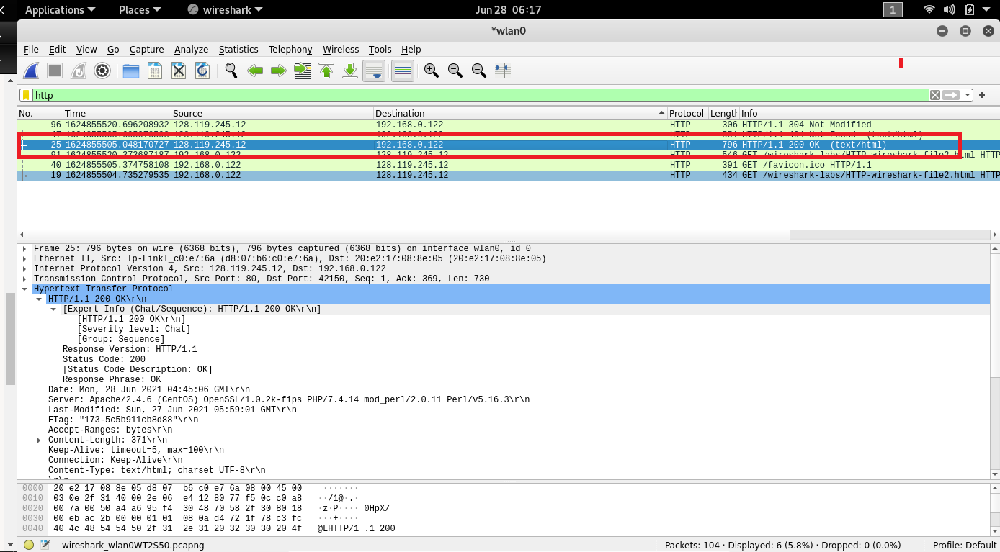 Applications Places wireshark Jun 28 06:17 1
*wlan0
File Edit View Go Capture Analyze Statistics Telephony Wireless Tools Help
http
No. Time Source Destination Protocol Length Info
96 1624855520.696208932 128.119.245.12 192.168.0.122 HTTP 306 HTTP/1.1 304 Not Modified
128.119.245.12 192.168.0.122 HTTP 551 HTTP/1.1 404 Not Found (text/html)
25 1624855505.048170727 128.119.245.12 192.168.0.122 HTTP 796 HTTP/1.1 200 OK (text/html)
91 1624855520.373687187 192.168.0.122 128.119.245.12 HTTP 546 GET /wireshark-labs/HTTP-wireshark-file2.html HTTP
40 1624855505.374758108 192.168.0.122 128.119.245.12 HTTP 391 GET /favicon.ico HTTP/1.1
19 1624855504.735279535 192.168.0.122 128.119.245.12 HTTP 434 GET /wireshark-labs/HTTP-wireshark-file2.html HTTP
Frame 25: 796 bytes on wire (6368 bits), 796 bytes captured (6368 bits) on interface wlan0, id 0
Ethernet II, Src: Tp-LinkT_c0:e7:6a (d8:07:b6:c0:e7:6a), Dst: 20:e2:17:08:8e:05 (20:e2:17:08:8e:05)
Internet Protocol Version 4, Src: 128.119.245.12, Dst: 192.168.0.122
Transmission Control Protocol, Src Port: 80, Dst Port: 42150, Seq: 1, Ack: 369, Len: 730
Hypertext Transfer Protocol
HTTP/1.1 200 OK\r\n
[Expert Info (Chat/Sequence): HTTP/1.1 200 OK\r\n]
[HTTP/1.1 200 OK\r\n]
[Severity level: Chat]
[Group: Sequence]
Response Version: HTTP/1.1
Status Code: 200
[Status Code Description: OK]
Response Phrase: OK
Date: Mon, 28 Jun 2021 04:45:06 GMT\r\n
Server: Apache/2.4.6 (CentOS) OpenSSL/1.0.2k-fips PHP/7.4.14 mod_perl/2.0.11 Perl/v5.16.3\r\n
Last-Modified: Sun, 27 Jun 2021 05:59:01 GMT\r\n
ETag: "173-5c5b911cb8d88"\r\n
Accept-Ranges: bytes\r\n
Content-Length: 371\r\n
Keep-Alive: timeout=5, max=100\r\n
Connection: Keep-Alive\r\n
Content-Type: text/html; charset=UTF-8\r\n
\r\n
0000 20 e2 17 08 8e 05 d8 07 b6 c0 e7 6a 08 00 45 00 ·······
0010 03 0e 2f 31 40 00 2e 06 e4 12 80 77 f5 0c c0 a8 ··/1@·.·
0020 00 7a 00 50 a4 a6 95 f4 30 48 70 58 2f 30 80 18 ·z·P···· 0HpX/
0030 00 eb ac 2b 00 00 01 01 08 0a d4 72 1f 78 c3 fc ···+····
0040 40 4c 48 54 54 50 2f 31 2e 31 20 32 30 30 20 4f @LHTTP/1 .1 200
wireshark_wlan0WT2S50.pcapng Packets: 104 · Displayed: 6 (5.8%) · Dropped: 0 (0.0%) Profile: Default